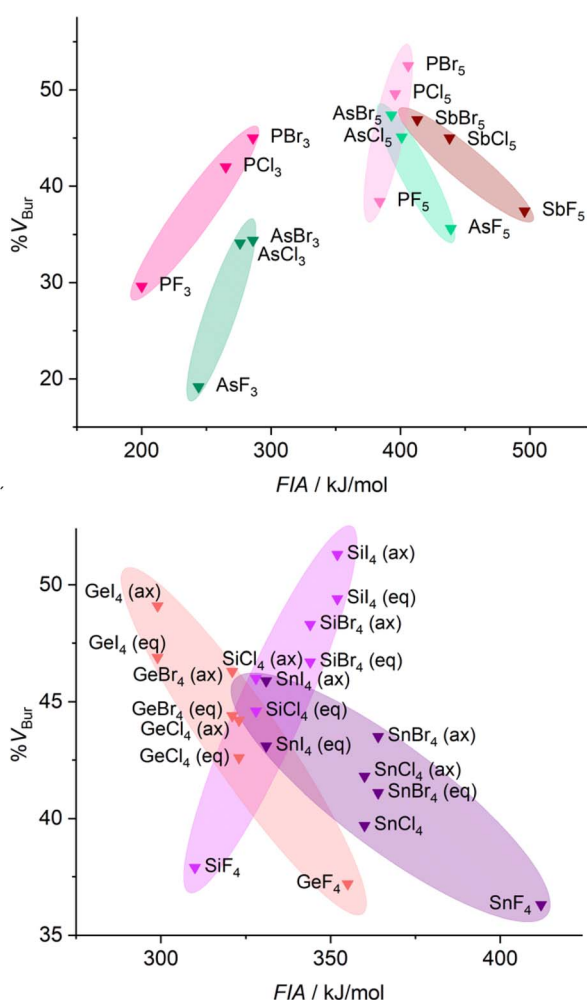 50
40
30
20
%V_Bur
PBr₅
PCl₅
AsBr₅
SbBr₅
AsCl₅
SbCl₅
PBr₃
PCl₃
PF₅
SbF₅
AsF₅
AsBr₃
AsCl₃
PF₃
AsF₃
200 300 400 500
FIA / kJ/mol
50
45
40
35
%V_Bur
SiI₄ (ax)
GeI₄ (ax)
SiI₄ (eq)
SiBr₄ (ax)
GeI₄ (eq)
SiCl₄ (ax)
SiBr₄ (eq)
GeBr₄ (ax)
SnI₄ (ax)
GeBr₄ (eq)
SiCl₄ (eq)
GeCl₄ (ax)
SnBr₄ (ax)
SnI₄ (eq)
GeCl₄ (eq)
SnCl₄ (ax)
SnBr₄ (eq)
SnCl₄
SiF₄
GeF₄
SnF₄
300 350 400
FIA / kJ/mol